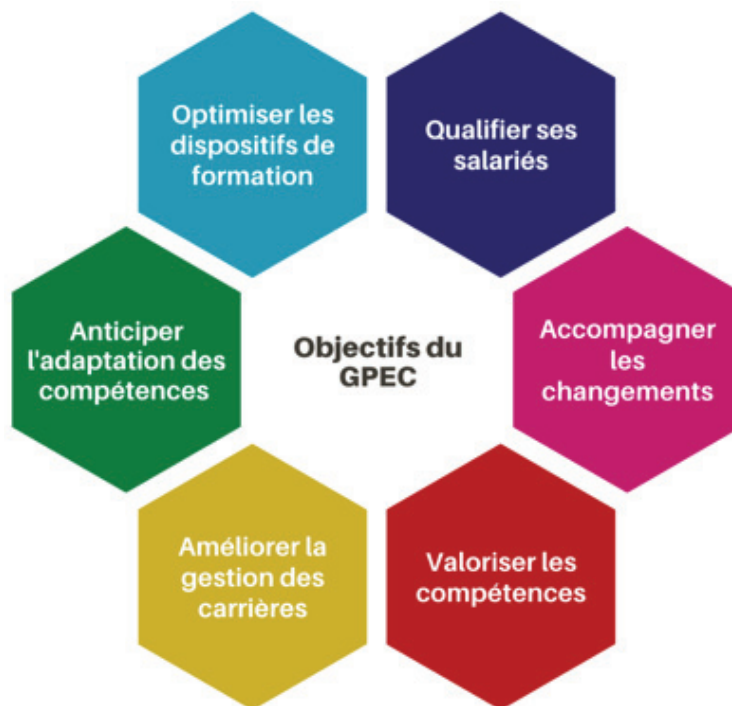 Optimiser les
dispositifs de
formation
Qualifier ses
salariés
Anticiper
l'adaptation des
compétences
Objectifs du
GPEC
Accompagner
les
changements
Améliorer la
gestion des
carrières
Valoriser les
compétences